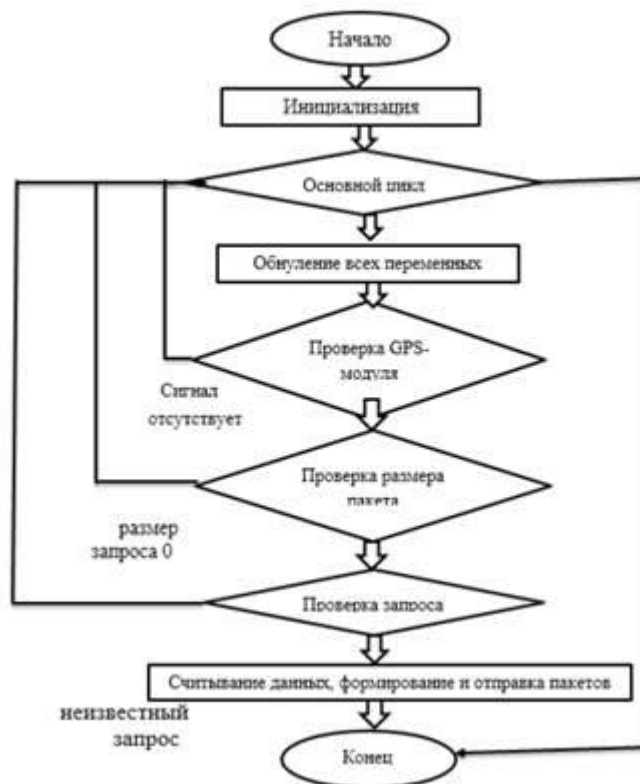 Начало
Инициализация
Основной цикл
Обнуление всех переменных
Проверка GPS-
модуля
Сигнал
отсутствует
Проверка размера
пакета
размер
запроса 0
Проверка запроса
Считывание данных, формирование и отправка пакетов
неизвестный
запрос
Конец